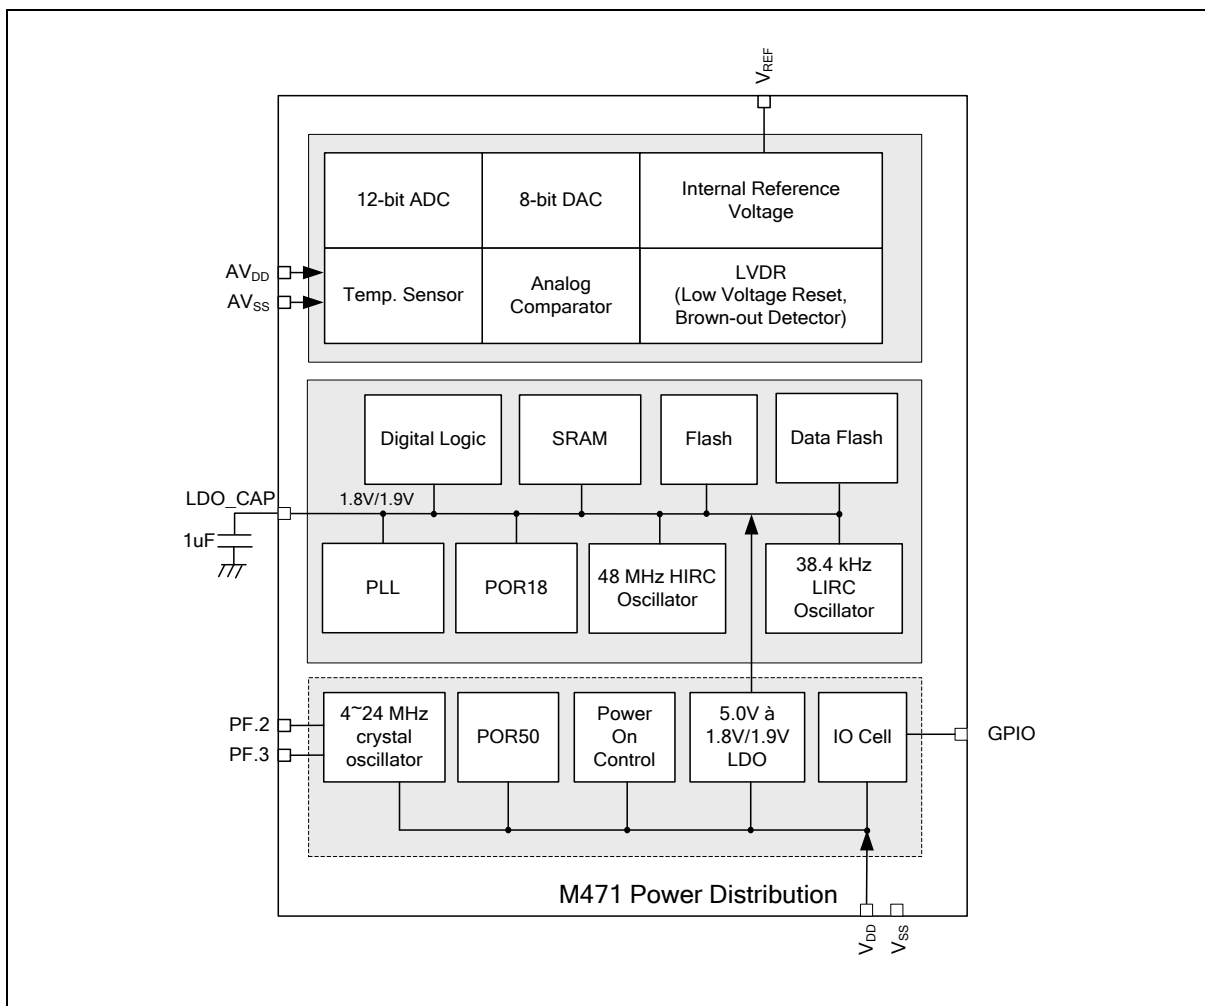 VREF
12-bit ADC
8-bit DAC
Internal Reference
Voltage
AVDD
AVSS
Temp. Sensor
Analog
Comparator
LVDR
(Low Voltage Reset,
Brown-out Detector)
Digital Logic
SRAM
Flash
Data Flash
LDO_CAP
1.8V/1.9V
1uF
PLL
POR18
48 MHz HIRC
Oscillator
38.4 kHz
LIRC
Oscillator
PF.2
PF.3
4~24 MHz
crystal
oscillator
POR50
Power
On
Control
5.0V à
1.8V/1.9V
LDO
IO Cell
GPIO
M471 Power Distribution
VDD
VSS